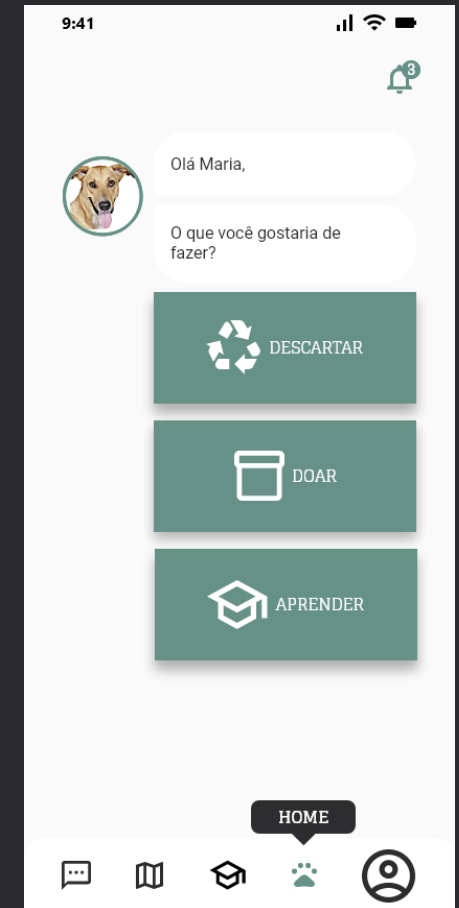 9:41
3
Olá Maria,
O que você gostaria de
fazer?
DESCARTAR
DOAR
APRENDER
HOME